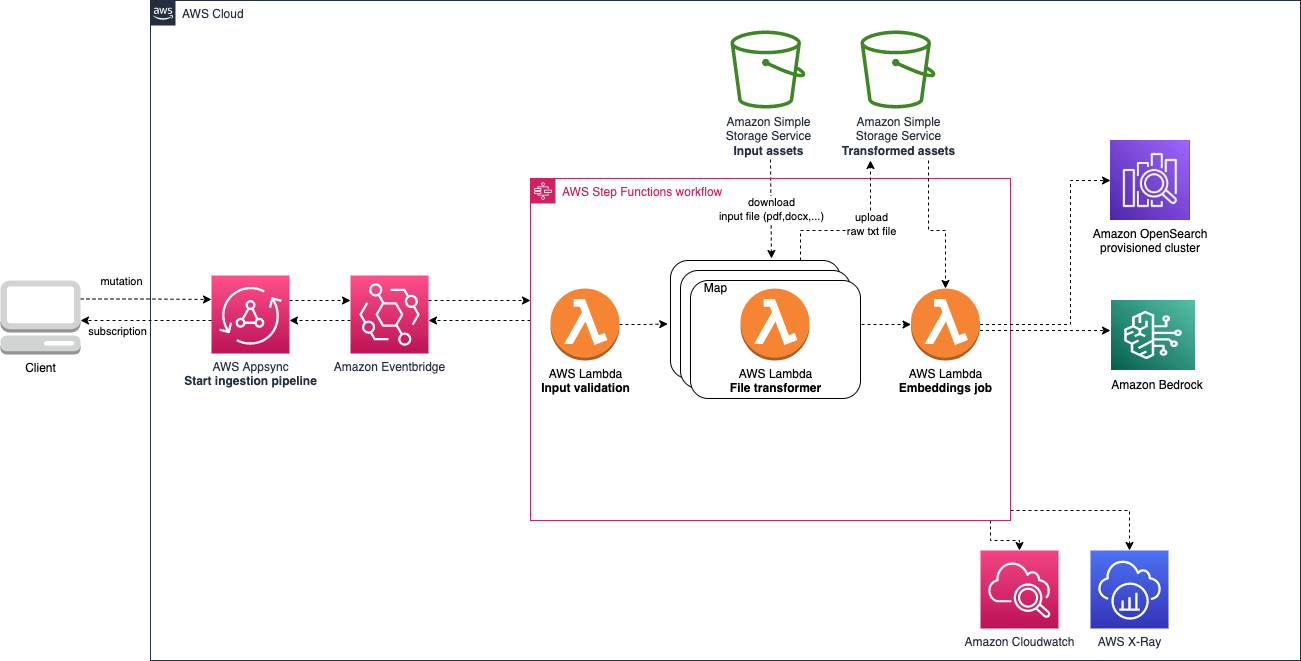 aws
AWS Cloud
Amazon Simple
Storage Service
Input assets
Amazon Simple
Storage Service
Transformed assets
AWS Step Functions workflow
download
input file (pdf,docx,...)
upload
raw txt file
Amazon OpenSearch
provisioned cluster
mutation
subscription
Client
AWS Appsync
Start ingestion pipeline
Amazon Eventbridge
Map
AWS Lambda
Input validation
AWS Lambda
File transformer
AWS Lambda
Embeddings job
Amazon Bedrock
Amazon Cloudwatch
AWS X-Ray